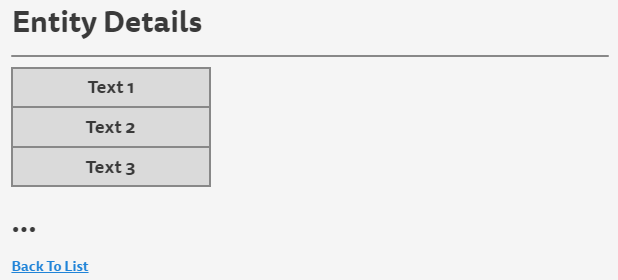 Entity Details
Text 1
Text 2
Text 3
...
Back To List